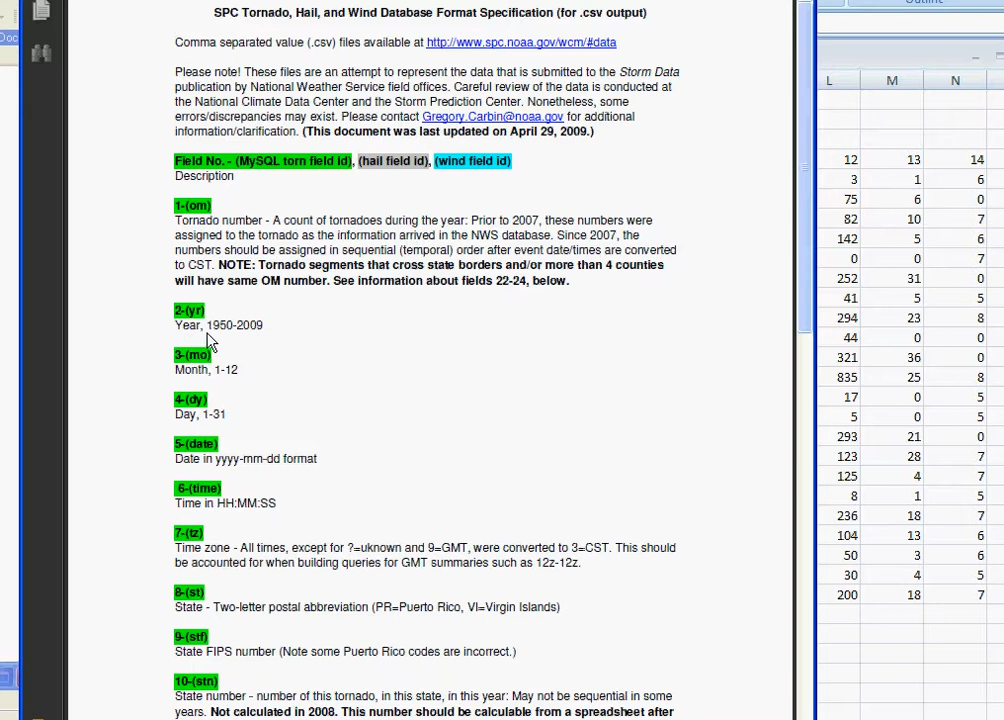 SPC Tornado, Hail, and Wind Database Format Specification (for .csv output)
Comma separated value (.csv) files available at http://www.spc.noaa.gov/wcm/#data
Please note! These files are an attempt to represent the data that is submitted to the Storm Data
publication by National Weather Service field offices. Careful review of the data is conducted at
the National Climate Data Center and the Storm Prediction Center. Nonetheless, some
errors/discrepancies may exist. Please contact Gregory.Carbin@noaa.gov for additional
information/clarification. (This document was last updated on April 29, 2009.)
Field No. - (MySQL torn field id), (hail field id), (wind field id)
Description
1-(om)
Tornado number - A count of tornadoes during the year: Prior to 2007, these numbers were
assigned to the tornado as the information arrived in the NWS database. Since 2007, the
numbers should be assigned in sequential (temporal) order after event date/times are converted
to CST. NOTE: Tornado segments that cross state borders and/or more than 4 counties
will have same OM number. See information about fields 22-24, below.
2-(yr)
Year, 1950-2009
3-(mo)
Month, 1-12
4-(dy)
Day, 1-31
5-(date)
Date in yyyy-mm-dd format
6-(time)
Time in HH:MM:SS
7-(tz)
Time zone - All times, except for ?=uknown and 9=GMT, were converted to 3=CST. This should
be accounted for when building queries for GMT summaries such as 12z-12z.
8-(st)
State - Two-letter postal abbreviation (PR=Puerto Rico, VI=Virgin Islands)
9-(stf)
State FIPS number (Note some Puerto Rico codes are incorrect.)
10-(stn)
State number - number of this tornado, in this state, in this year: May not be sequential in some
years. Not calculated in 2008. This number should be calculable from a spreadsheet after
Doc
L M N
12 13 14
3 1 6
75 6 0
82 10 7
142 5 6
0 0 7
252 31 0
41 5 5
294 23 8
44 0 0
321 36 0
835 25 8
17 0 5
5 0 5
293 21 0
123 28 7
125 4 7
8 1 5
236 18 7
104 13 6
50 3 6
30 4 5
200 18 7